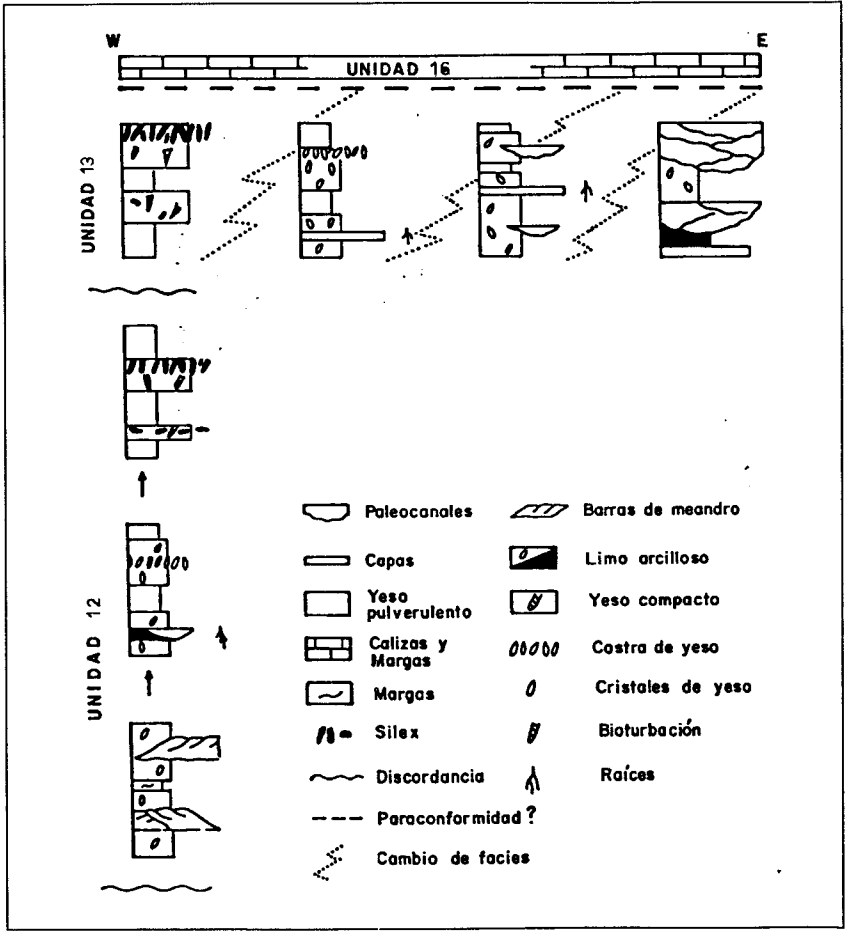 W
E
UNIDAD 16
UNIDAD 13
UNIDAD 12
Paleocanales
Capas
Yeso
pulverulento
Calizas y
Margas
Margas
Silex
Discordancia
Paraconformidad ?
Cambio de facies
Barras de meandro
Limo arcilloso
Yeso compacto
Costra de yeso
Cristales de yeso
Bioturbación
Raíces